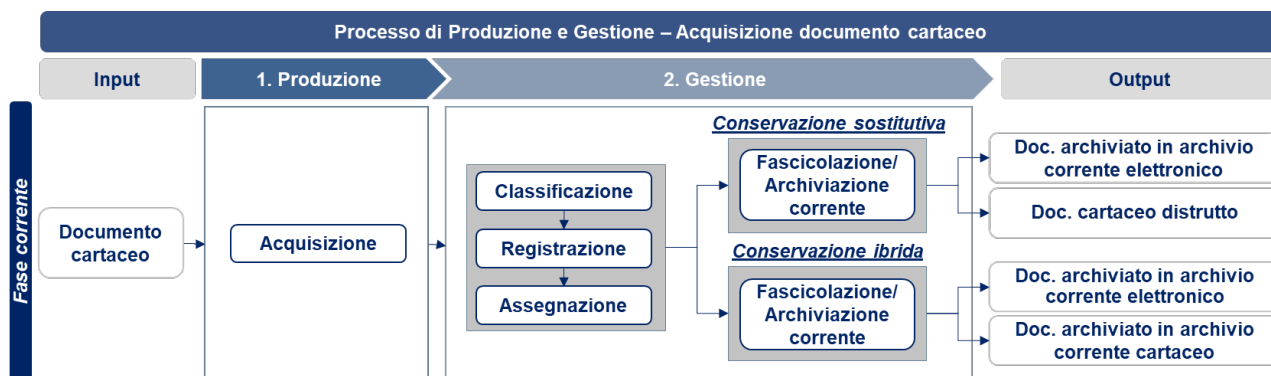 Processo di Produzione e Gestione – Acquisizione documento cartaceo
Input
1. Produzione
2. Gestione
Output
Fase corrente
Documento
cartaceo
Acquisizione
Classificazione
Registrazione
Assegnazione
Conservazione sostitutiva
Fascicolazione/
Archiviazione
corrente
Conservazione ibrida
Fascicolazione/
Archiviazione
corrente
Doc. archiviato in archivio
corrente elettronico
Doc. cartaceo distrutto
Doc. archiviato in archivio
corrente elettronico
Doc. archiviato in archivio
corrente cartaceo